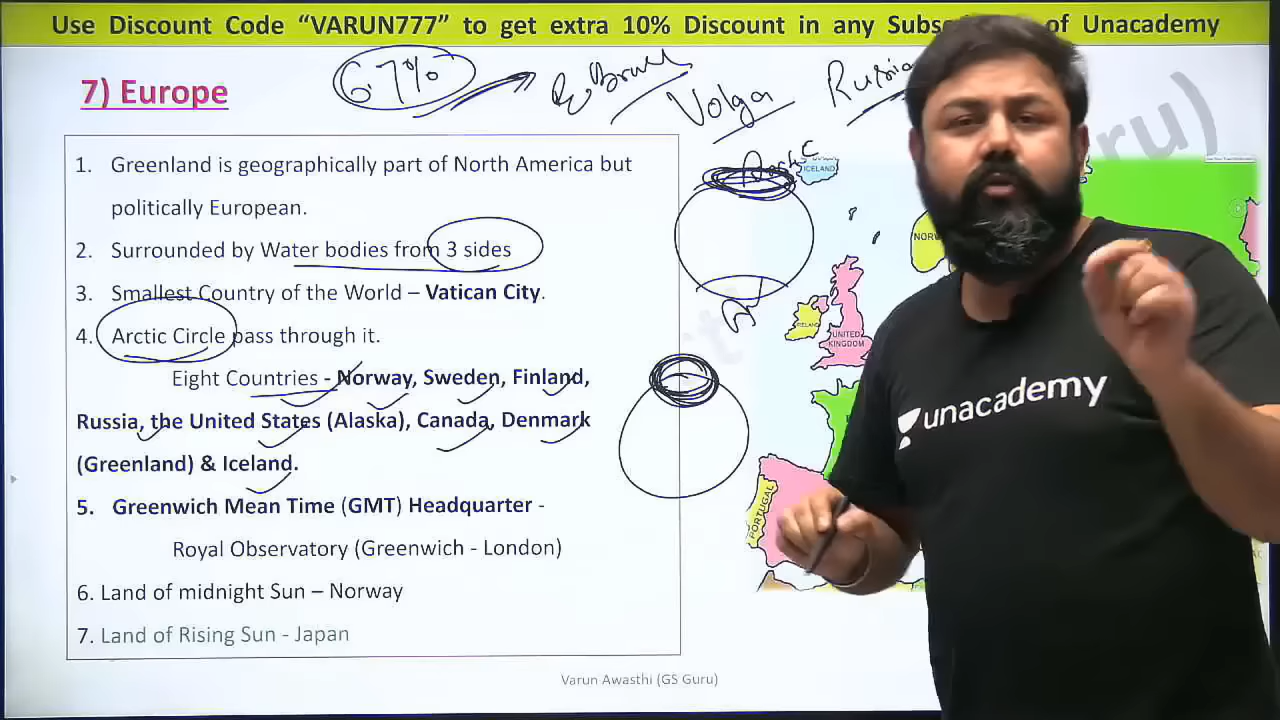 Use Discount Code “VARUN777” to get extra 10% Discount in any of Unacademy
7) Europe
67%
Volga
Russia
1. Greenland is geographically part of North America but
politically European.
2. Surrounded by Water bodies from 3 sides
3. Smallest Country of the World – Vatican City.
4. Arctic Circle pass through it.
Eight Countries - Norway, Sweden, Finland,
Russia, the United States (Alaska), Canada, Denmark
(Greenland) & Iceland.
5. Greenwich Mean Time (GMT) Headquarter -
Royal Observatory (Greenwich - London)
6. Land of midnight Sun – Norway
7. Land of Rising Sun - Japan
Arctic
ICELAND
NORW
IRELAND
UNITED
KINGDOM
PORTUGAL
unacademy
Varun Awasthi (GS Guru)